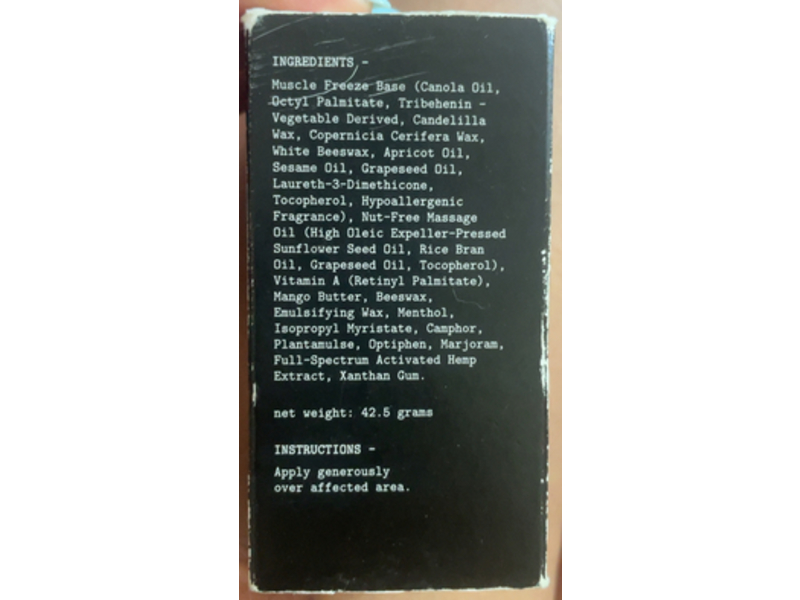 INGREDIENTS -
Muscle Freeze Base (Canola Oil,
Octyl Palmitate, Tribehenin -
Vegetable Derived, Candelilla
Wax, Copernicia Cerifera Wax,
White Beeswax, Apricot Oil,
Sesame Oil, Grapeseed Oil,
Laureth-3-Dimethicone,
Tocopherol, Hypoallergenic
Fragrance), Nut-Free Massage
Oil (High Oleic Expeller-Pressed
Sunflower Seed Oil, Rice Bran
Oil, Grapeseed Oil, Tocopherol),
Vitamin A (Retinyl Palmitate),
Mango Butter, Beeswax,
Emulsifying Wax, Menthol,
Isopropyl Myristate, Camphor,
Plantamulse, Optiphen, Marjoram,
Full-Spectrum Activated Hemp
Extract, Xanthan Gum.
net weight: 42.5 grams
INSTRUCTIONS -
Apply generously
over affected area.